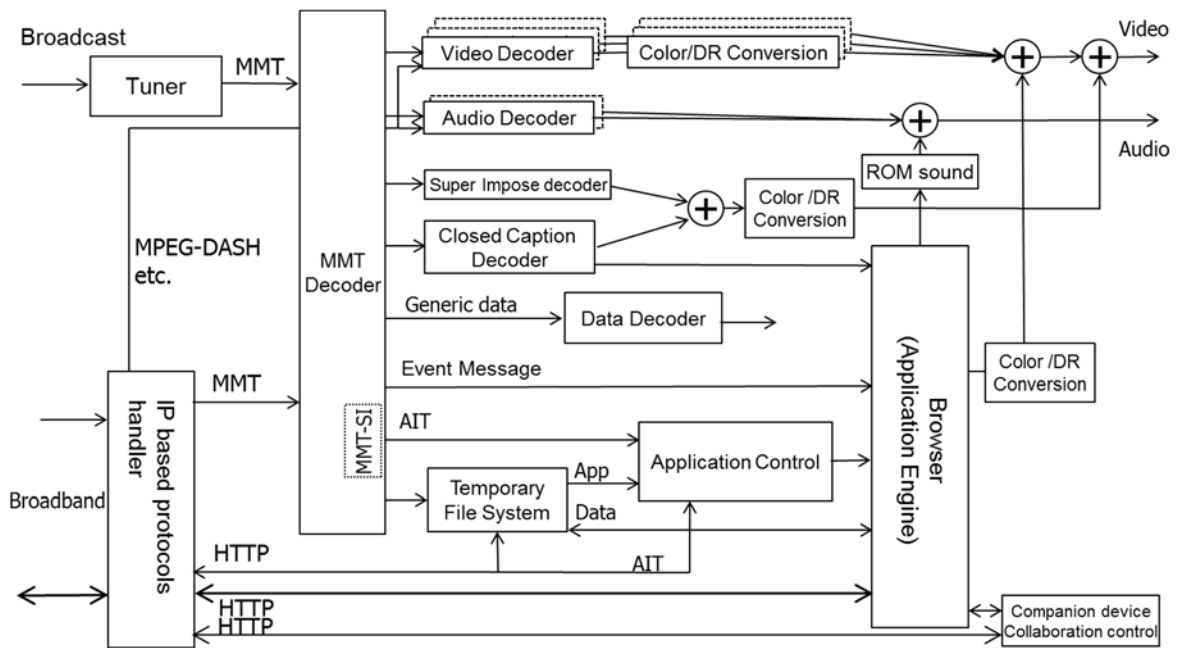 Broadcast
Tuner
MMT
MMT
Decoder
MMT-SI
Video Decoder
Color/DR Conversion
Video
Audio Decoder
Audio
ROM sound
Super Impose decoder
Color /DR
Conversion
Closed Caption
Decoder
MPEG-DASH
etc.
Generic data
Data Decoder
Event Message
Browser
(Application Engine)
Color /DR
Conversion
MMT
IP based protocols
handler
Broadband
AIT
Application Control
App
Temporary
File System
Data
HTTP
AIT
HTTP
HTTP
Companion device
Collaboration control